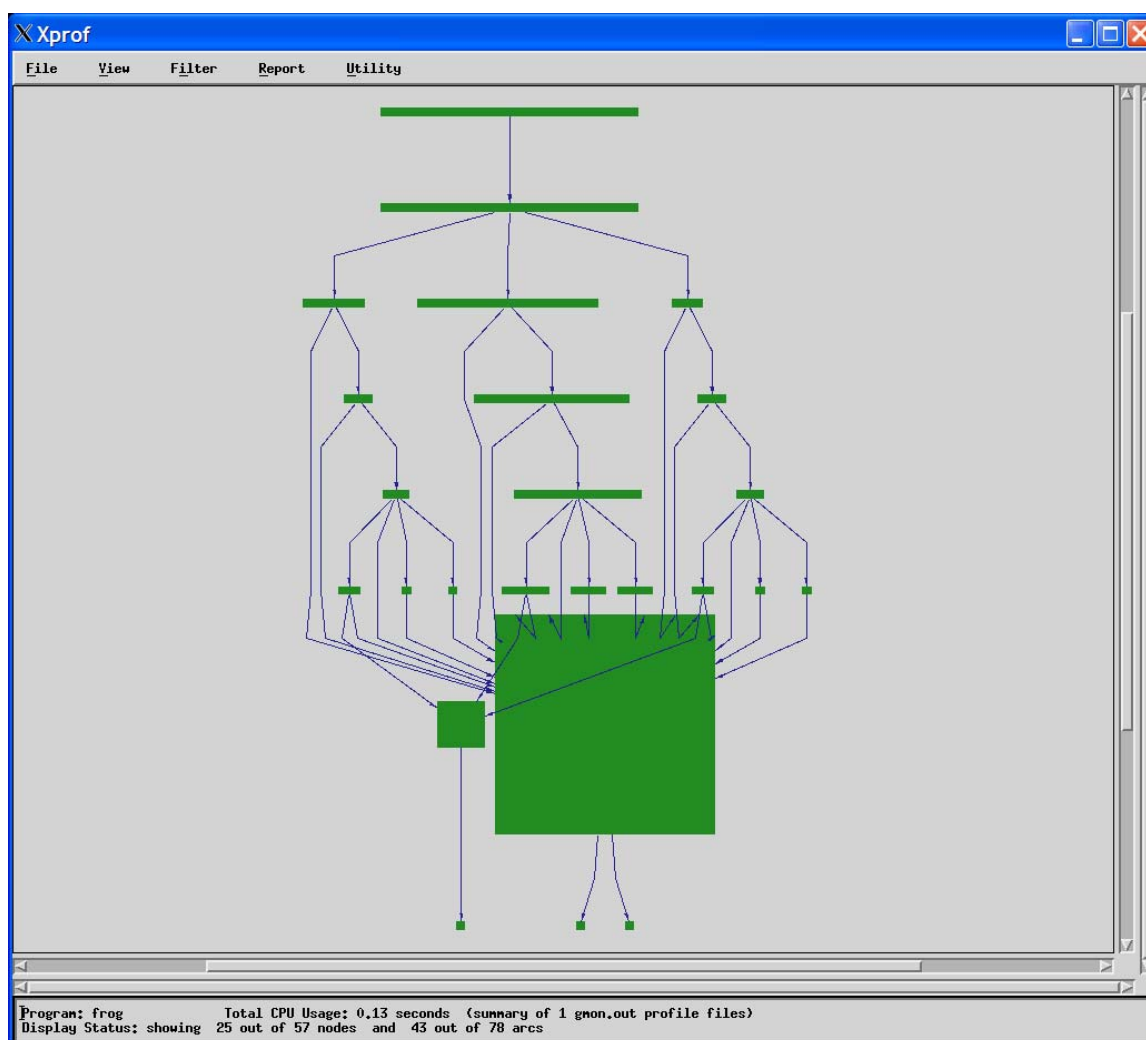 Xprof
File View Filter Report Utility
Program: frog Total CPU Usage: 0.13 seconds (summary of 1 gmon.out profile files)
Display Status: showing 25 out of 57 nodes and 43 out of 78 arcs